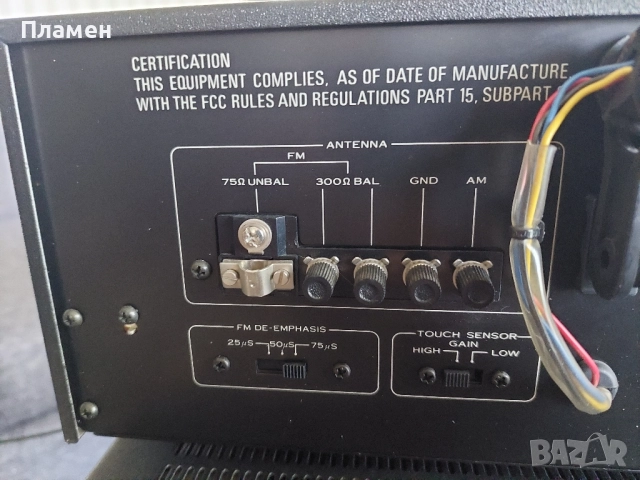 Пламен
CERTIFICATION
THIS EQUIPMENT COMPLIES, AS OF DATE OF MANUFACTURE
WITH THE FCC RULES AND REGULATIONS PART 15, SUBPART
ANTENNA
FM
75Ω UNBAL 300Ω BAL GND AM
FM DE-EMPHASIS
25μS 50μS 75μS
TOUCH SENSOR
GAIN
HIGH LOW
BAZAR